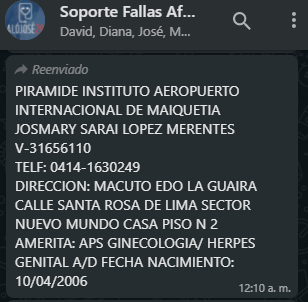 Soporte Fallas Af...
David, Diana, José, M...
Reenviado
PIRAMIDE INSTITUTO AEROPUERTO
INTERNACIONAL DE MAIQUETIA
JOSMARY SARAI LOPEZ MERENTES
V-31656110
TELF: 0414-1630249
DIRECCION: MACUTO EDO LA GUAIRA
CALLE SANTA ROSA DE LIMA SECTOR
NUEVO MUNDO CASA PISO N 2
AMERITA: APS GINECOLOGIA/ HERPES
GENITAL A/D FECHA NACIMIENTO:
10/04/2006
12:10 a. m.